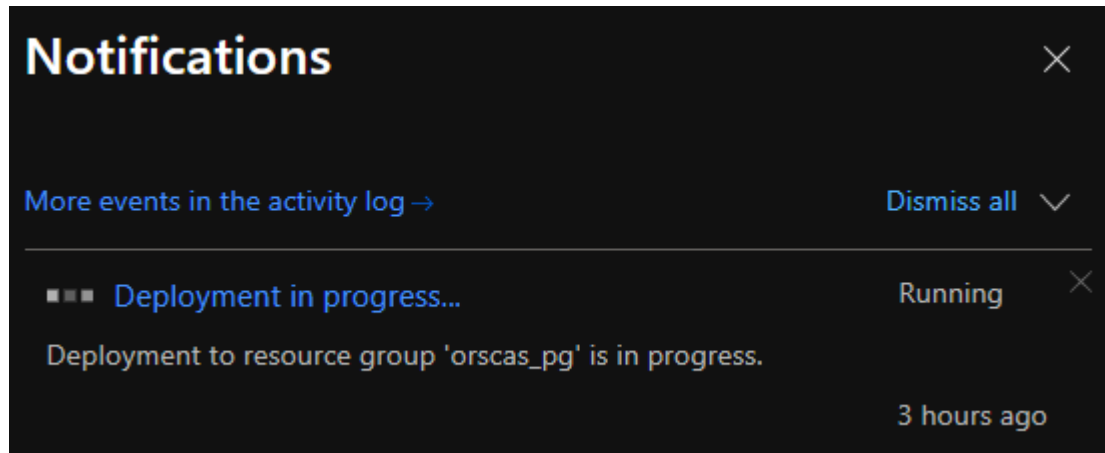 Notifications
More events in the activity log → Dismiss all
Deployment in progress... Running
Deployment to resource group 'orscas_pg' is in progress.
3 hours ago